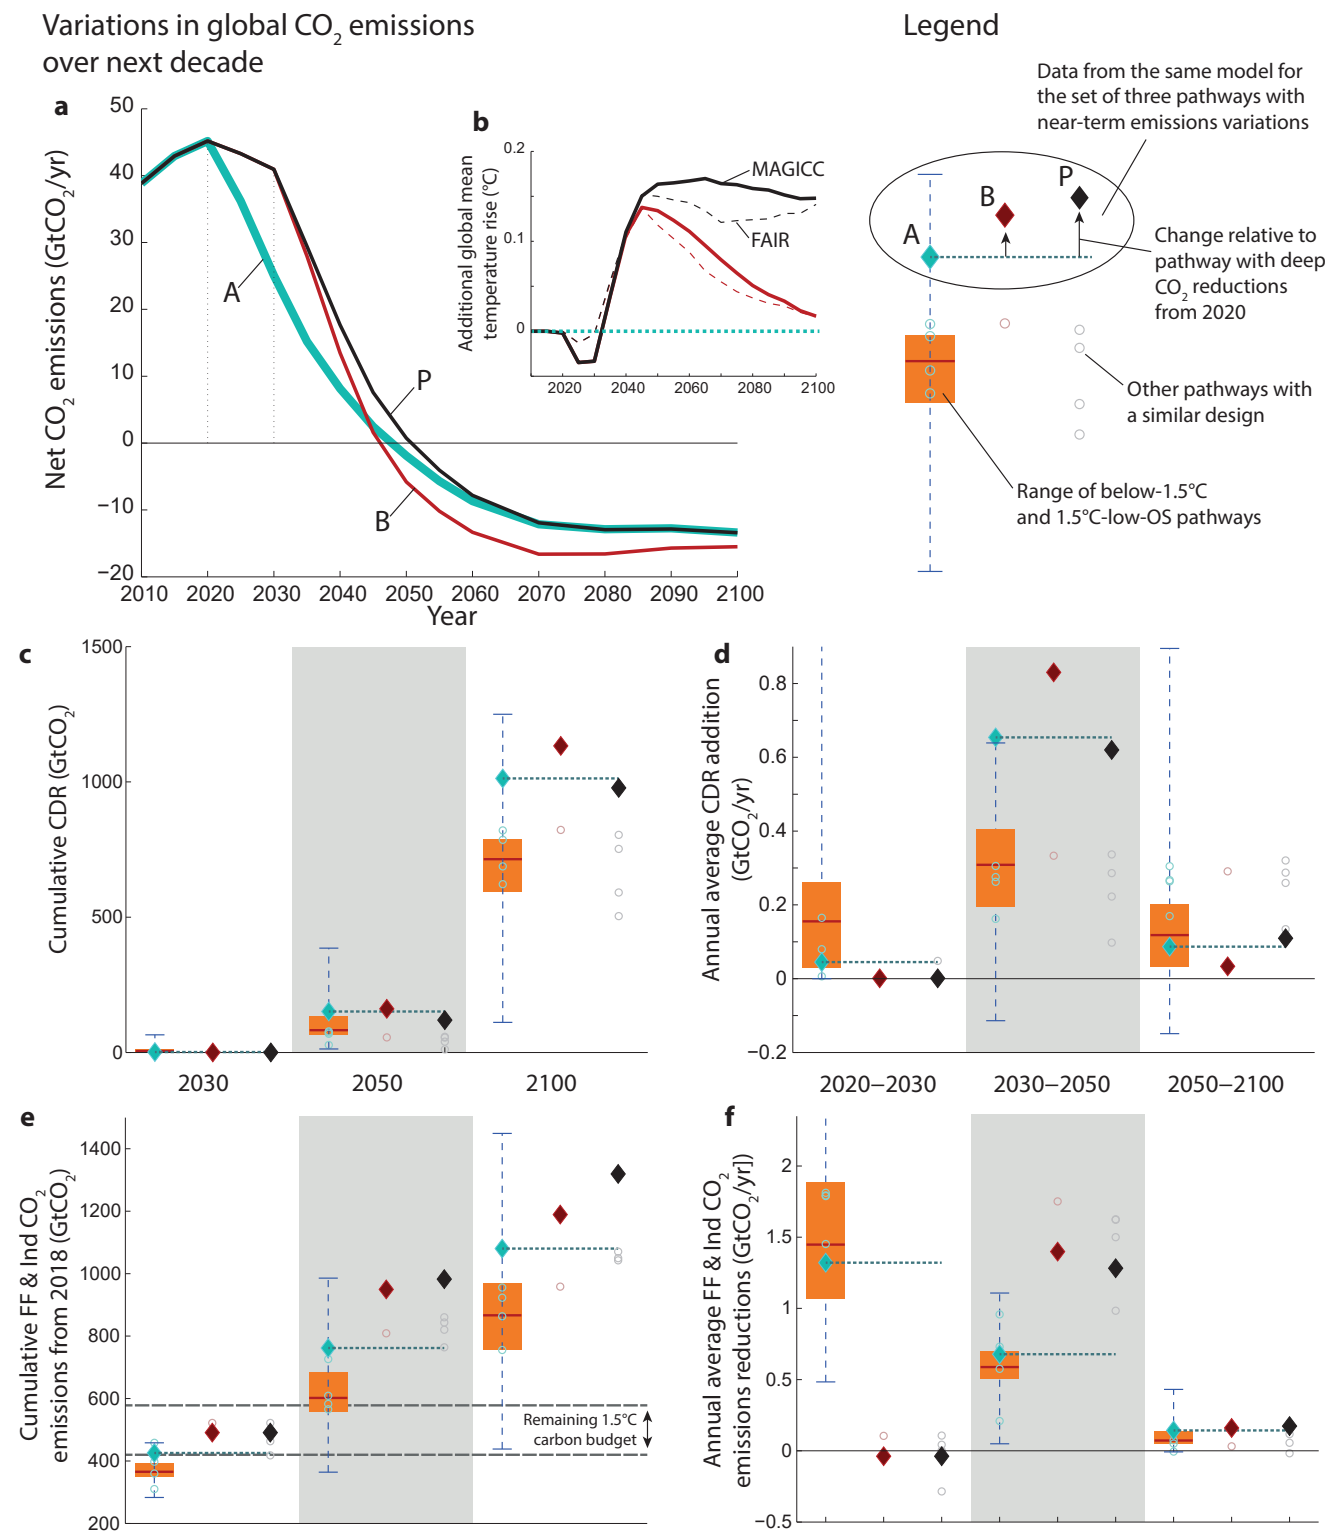 Variations in global CO2 emissions
over next decade
Legend
a
Net CO2 emissions (GtCO2/yr)
50
40
30
20
10
0
−10
−20
2010 2020 2030 2040 2050 2060 2070 2080 2090 2100
Year
A
B
P
b
Additional global mean
temperature rise (°C)
0.2
0.1
0
2020 2040 2060 2080 2100
MAGICC
FAIR
Data from the same model for
the set of three pathways with
near-term emissions variations
A
B
P
Change relative to
pathway with deep
CO2 reductions
from 2020
Other pathways with
a similar design
Range of below-1.5°C
and 1.5°C-low-OS pathways
c
Cumulative CDR (GtCO2)
1500
1000
500
0
2030 2050 2100
d
Annual average CDR addition
(GtCO2/yr)
0.8
0.6
0.4
0.2
0
−0.2
2020−2030 2030−2050 2050−2100
e
Cumulative FF & Ind CO2
emissions from 2018 (GtCO2)
1400
1200
1000
800
600
400
200
Remaining 1.5°C
carbon budget
f
Annual average FF & Ind CO2
emissions reductions (GtCO2/yr])
2
1.5
1
0.5
0
−0.5